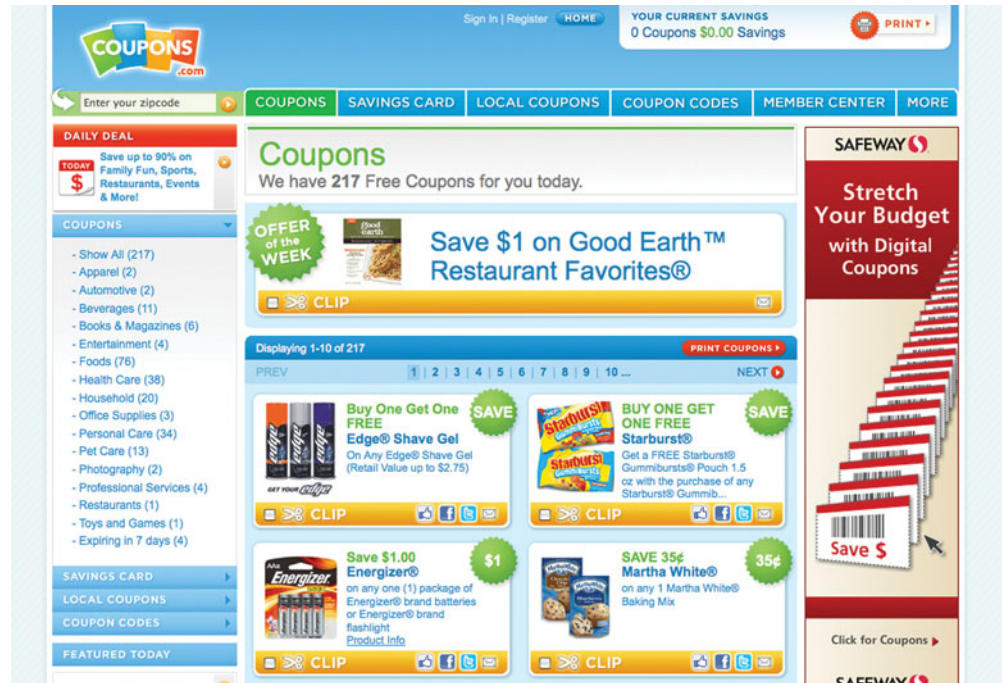 COUPONS
.com
Sign In | Register HOME
YOUR CURRENT SAVINGS
0 Coupons $0.00 Savings
PRINT
Enter your zipcode
COUPONS SAVINGS CARD LOCAL COUPONS COUPON CODES MEMBER CENTER MORE
DAILY DEAL
TODAY
$
Save up to 90% on
Family Fun, Sports,
Restaurants, Events
& More!
COUPONS
- Show All (217)
- Apparel (2)
- Automotive (2)
- Beverages (11)
- Books & Magazines (6)
- Entertainment (4)
- Foods (76)
- Health Care (38)
- Household (20)
- Office Supplies (3)
- Personal Care (34)
- Pet Care (13)
- Photography (2)
- Professional Services (4)
- Restaurants (1)
- Toys and Games (1)
- Expiring in 7 days (4)
SAVINGS CARD
LOCAL COUPONS
COUPON CODES
FEATURED TODAY
Coupons
We have 217 Free Coupons for you today.
OFFER
of the
WEEK
good
earth
Save $1 on Good Earth™
Restaurant Favorites®
CLIP
Displaying 1-10 of 217
PRINT COUPONS
PREV 1 | 2 | 3 | 4 | 5 | 6 | 7 | 8 | 9 | 10 ... NEXT
edge
GET YOUR edge
Buy One Get One
FREE
Edge® Shave Gel
On Any Edge® Shave Gel
(Retail Value up to $2.75)
SAVE
CLIP
Starburst
GummiBursts
Starburst
GummiBursts
BUY ONE GET
ONE FREE
Starburst®
Get a FREE Starburst®
Gummibursts® Pouch 1.5
oz with the purchase of any
Starburst® Gummib...
SAVE
CLIP
AA
Energizer
Save $1.00
Energizer®
on any one (1) package of
Energizer® brand batteries
or Energizer® brand
flashlight
Product Info
$1
CLIP
Martha White
SAVE 35¢
Martha White®
on any 1 Martha White®
Baking Mix
35¢
CLIP
SAFEWAY
Stretch
Your Budget
with Digital
Coupons
Save $
Click for Coupons
SAFEWAY